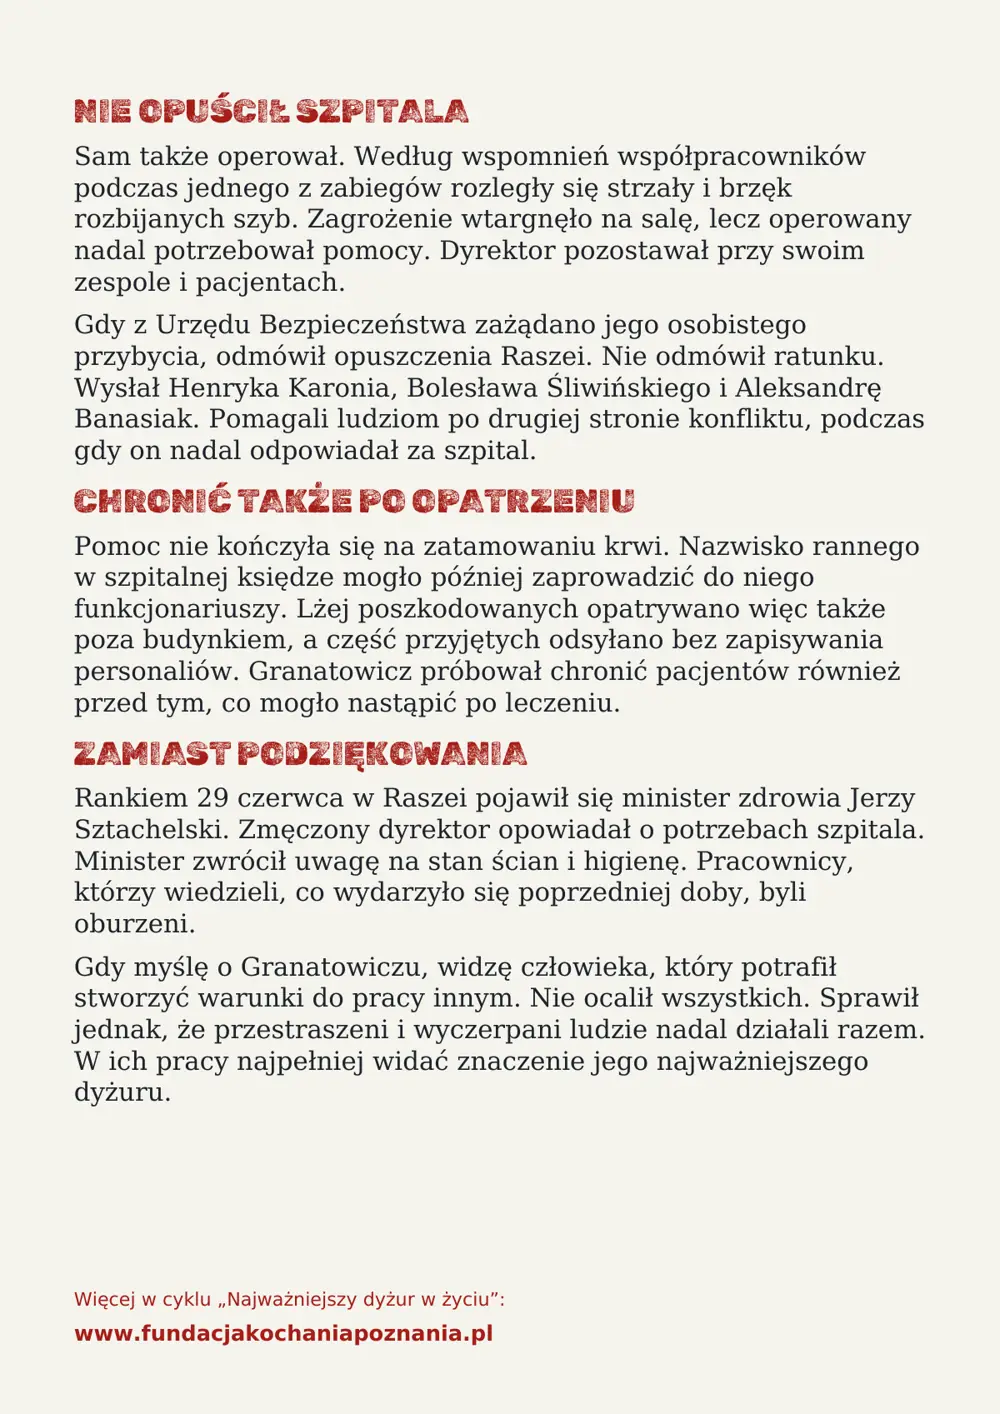 NIE OPUŚCIŁ SZPITALA
Sam także operował. Według wspomnień współpracowników
podczas jednego z zabiegów rozległy się strzały i brzęk
rozbijanych szyb. Zagrożenie wtargnęło na salę, lecz operowany
nadal potrzebował pomocy. Dyrektor pozostawał przy swoim
zespole i pacjentach.
Gdy z Urzędu Bezpieczeństwa zażądano jego osobistego
przybycia, odmówił opuszczenia Raszei. Nie odmówił ratunku.
Wysłał Henryka Karonia, Bolesława Śliwińskiego i Aleksandrę
Banasiak. Pomagali ludziom po drugiej stronie konfliktu, podczas
gdy on nadal odpowiadał za szpital.
CHRONIĆ TAKŻE PO OPATRZENIU
Pomoc nie kończyła się na zatamowaniu krwi. Nazwisko rannego
w szpitalnej księdze mogło później zaprowadzić do niego
funkcjonariuszy. Lżej poszkodowanych opatrywano więc także
poza budynkiem, a część przyjętych odsyłano bez zapisywania
personaliów. Granatowicz próbował chronić pacjentów również
przed tym, co mogło nastąpić po leczeniu.
ZAMIAST PODZIĘKOWANIA
Rankiem 29 czerwca w Raszei pojawił się minister zdrowia Jerzy
Sztachelski. Zmęczony dyrektor opowiadał o potrzebach szpitala.
Minister zwrócił uwagę na stan ścian i higienę. Pracownicy,
którzy wiedzieli, co wydarzyło się poprzedniej doby, byli
oburzeni.
Gdy myślę o Granatowiczu, widzę człowieka, który potrafił
stworzyć warunki do pracy innym. Nie ocalił wszystkich. Sprawił
jednak, że przestraszeni i wyczerpani ludzie nadal działali razem.
W ich pracy najpełniej widać znaczenie jego najważniejszego
dyżuru.
Więcej w cyklu „Najważniejszy dyżur w życiu”:
www.fundacjakochaniapoznania.pl